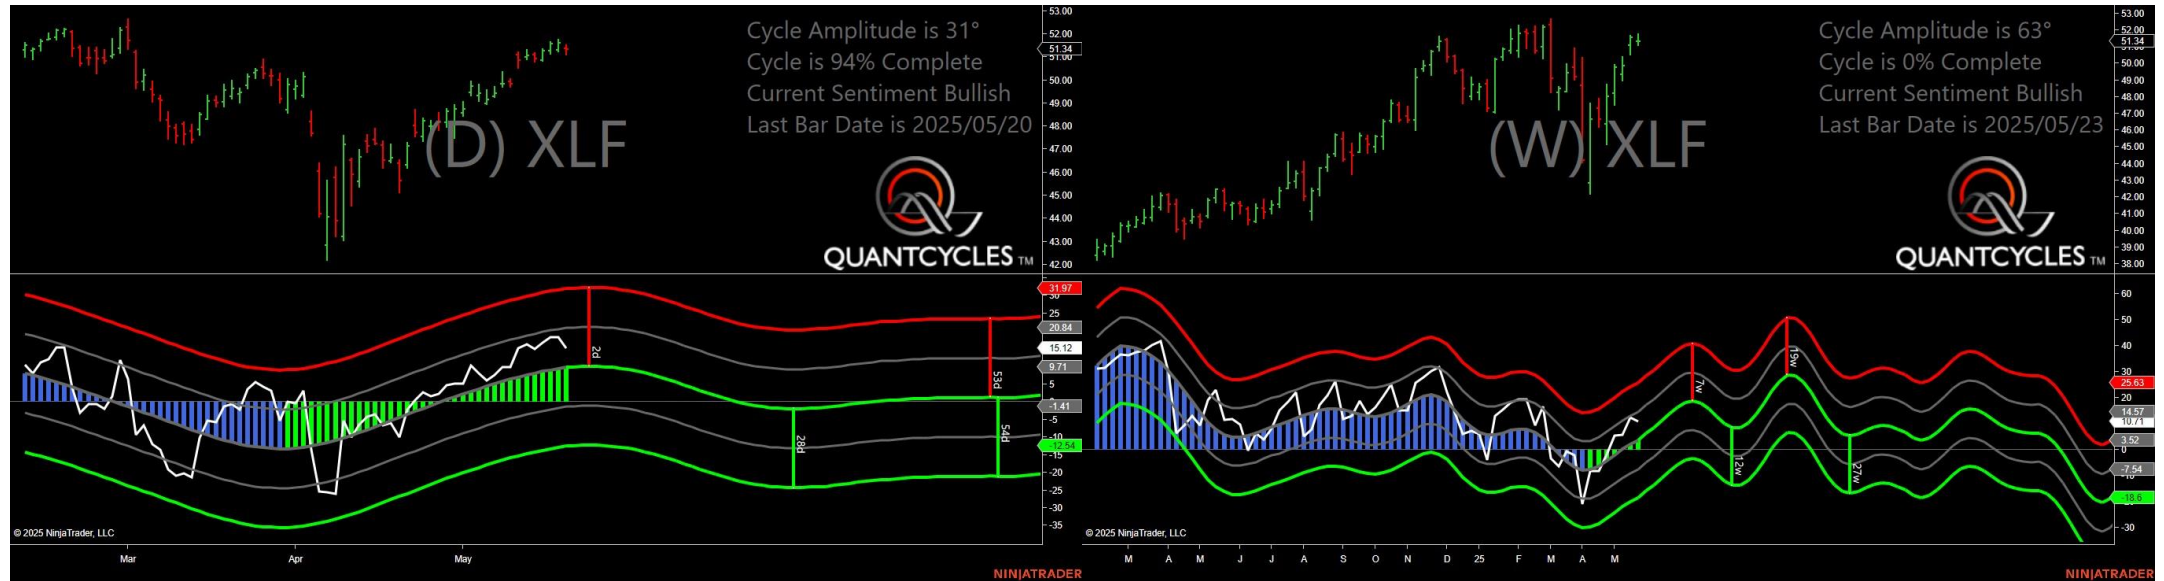 Cycle Amplitude is 31°
Cycle is 94% Complete
Current Sentiment Bullish
Last Bar Date is 2025/05/20
(D) XLF
QUANTCYCLES TM
53.00
52.00
51.34
51.00
50.00
49.00
48.00
47.00
46.00
45.00
44.00
43.00
42.00
31.97
30
25
20.84
15.12
9.71
5
0
-1.41
-5
-10
-12.54
-15
-20
-25
-30
-35
2d
28d
53d
54d
© 2025 NinjaTrader, LLC
Mar
Apr
May
NINJATRADER
Cycle Amplitude is 63°
Cycle is 0% Complete
Current Sentiment Bullish
Last Bar Date is 2025/05/23
(W) XLF
QUANTCYCLES TM
53.00
52.00
51.34
50.00
49.00
48.00
47.00
46.00
45.00
44.00
43.00
42.00
41.00
40.00
39.00
38.00
60
50
40
30
25.63
20
14.57
10.71
3.52
0
-7.54
-18.6
-30
7w
12w
19w
27w
© 2025 NinjaTrader, LLC
M
A
M
J
J
A
S
O
N
D
25
F
M
A
M
NINJATRADER